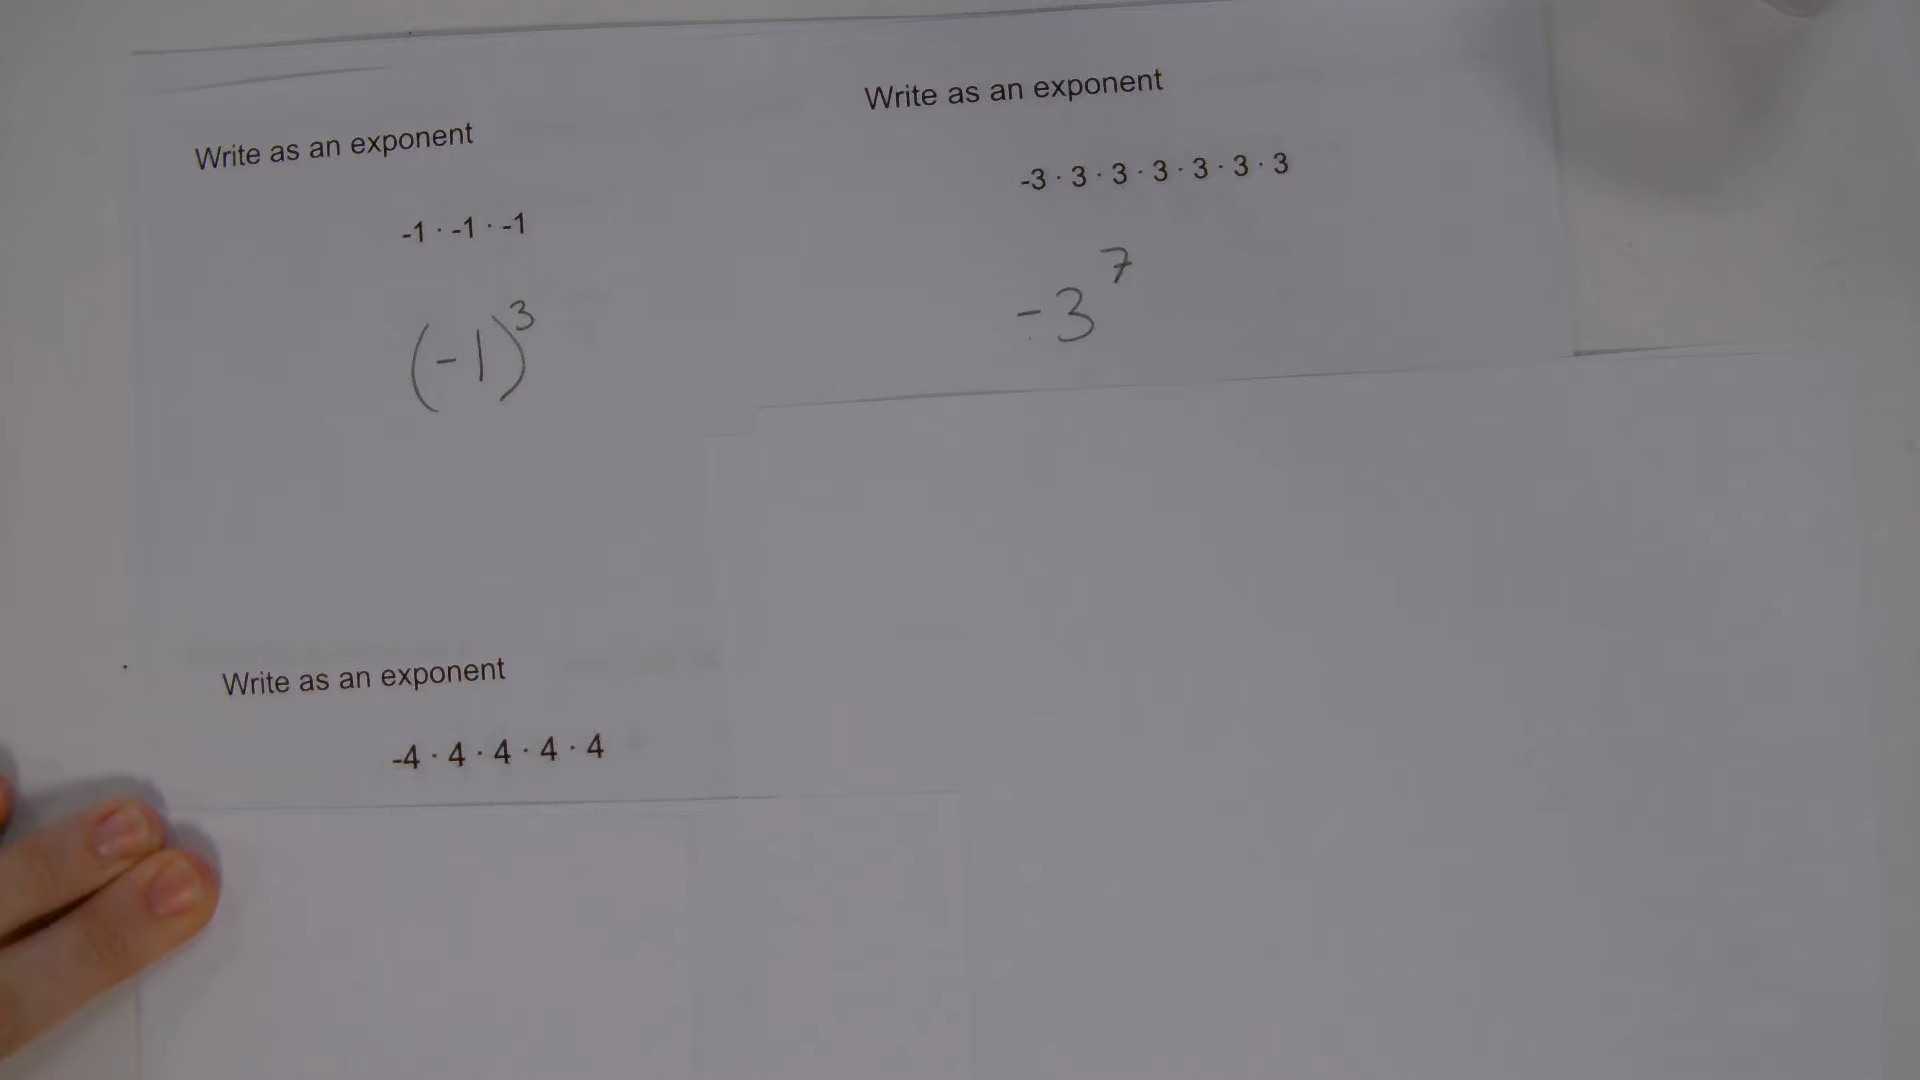 Write as an exponent
-1 · -1 · -1
(-1)³
Write as an exponent
-3 · 3 · 3 · 3 · 3 · 3 · 3
-3⁷
Write as an exponent
-4 · 4 · 4 · 4 · 4